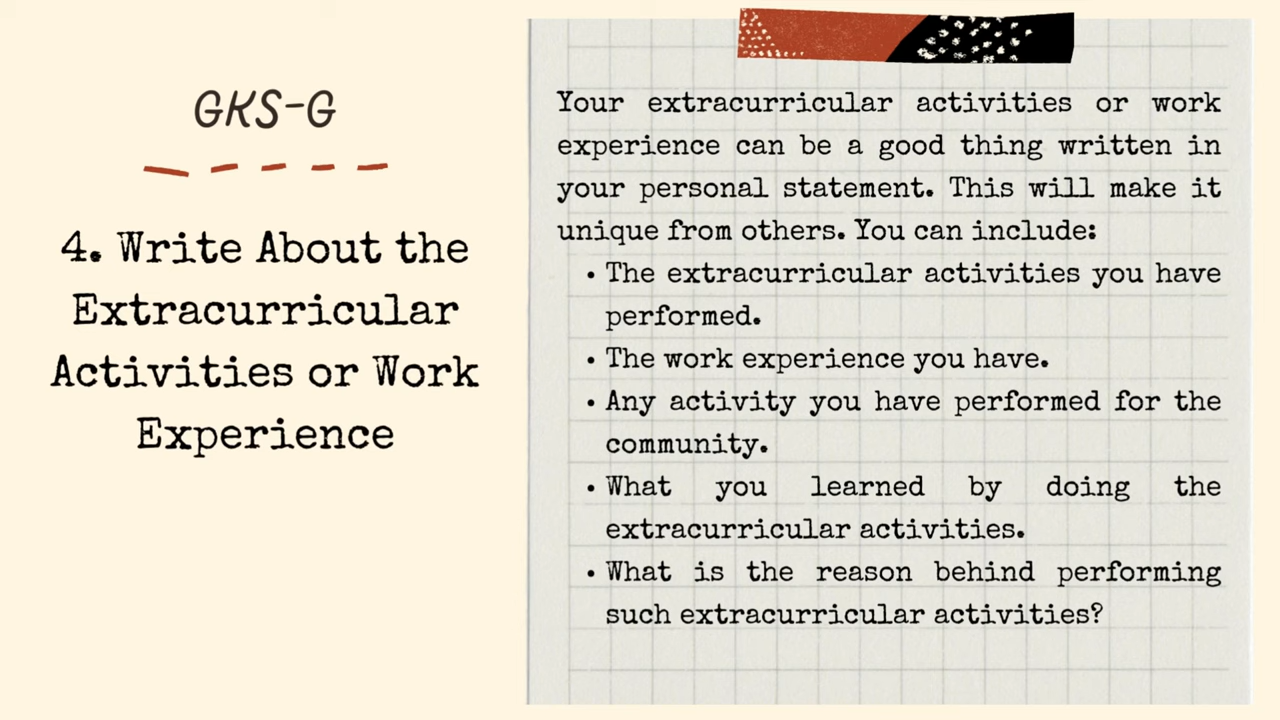 GKS-G
4. Write About the
Extracurricular
Activities or Work
Experience
Your extracurricular activities or work
experience can be a good thing written in
your personal statement. This will make it
unique from others. You can include:
• The extracurricular activities you have
performed.
• The work experience you have.
• Any activity you have performed for the
community.
• What you learned by doing the
extracurricular activities.
• What is the reason behind performing
such extracurricular activities?